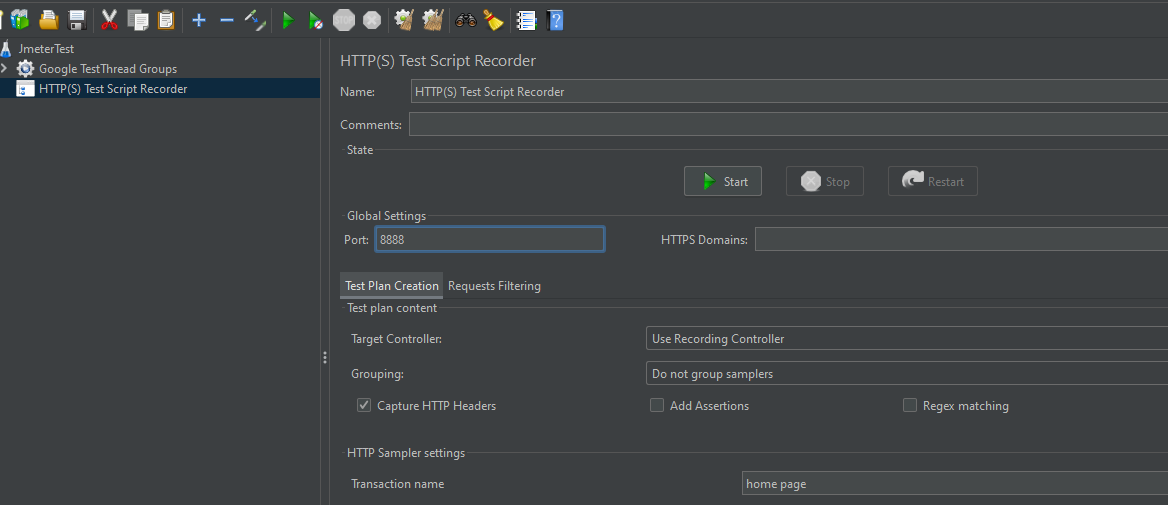 STOP
JmeterTest
Google TestThread Groups
HTTP(S) Test Script Recorder
HTTP(S) Test Script Recorder
Name: HTTP(S) Test Script Recorder
Comments:
State
Start Stop Restart
Global Settings
Port: 8888 HTTPS Domains:
Test Plan Creation Requests Filtering
Test plan content
Target Controller: Use Recording Controller
Grouping: Do not group samplers
Capture HTTP Headers Add Assertions Regex matching
HTTP Sampler settings
Transaction name home page